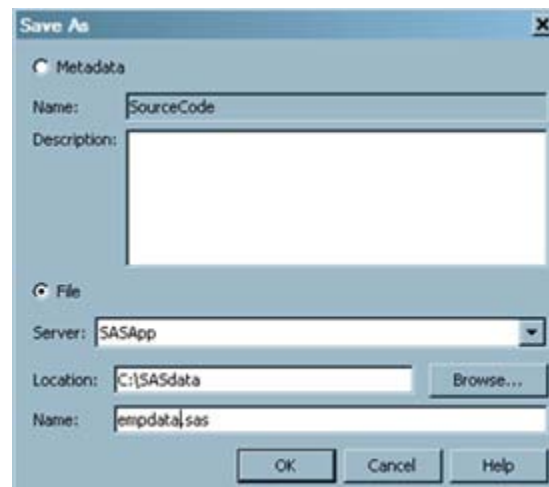 Save As
Metadata
Name: SourceCode
Description:
File
Server: SASApp
Location: C:\SASdata Browse...
Name: empdata.sas
OK Cancel Help